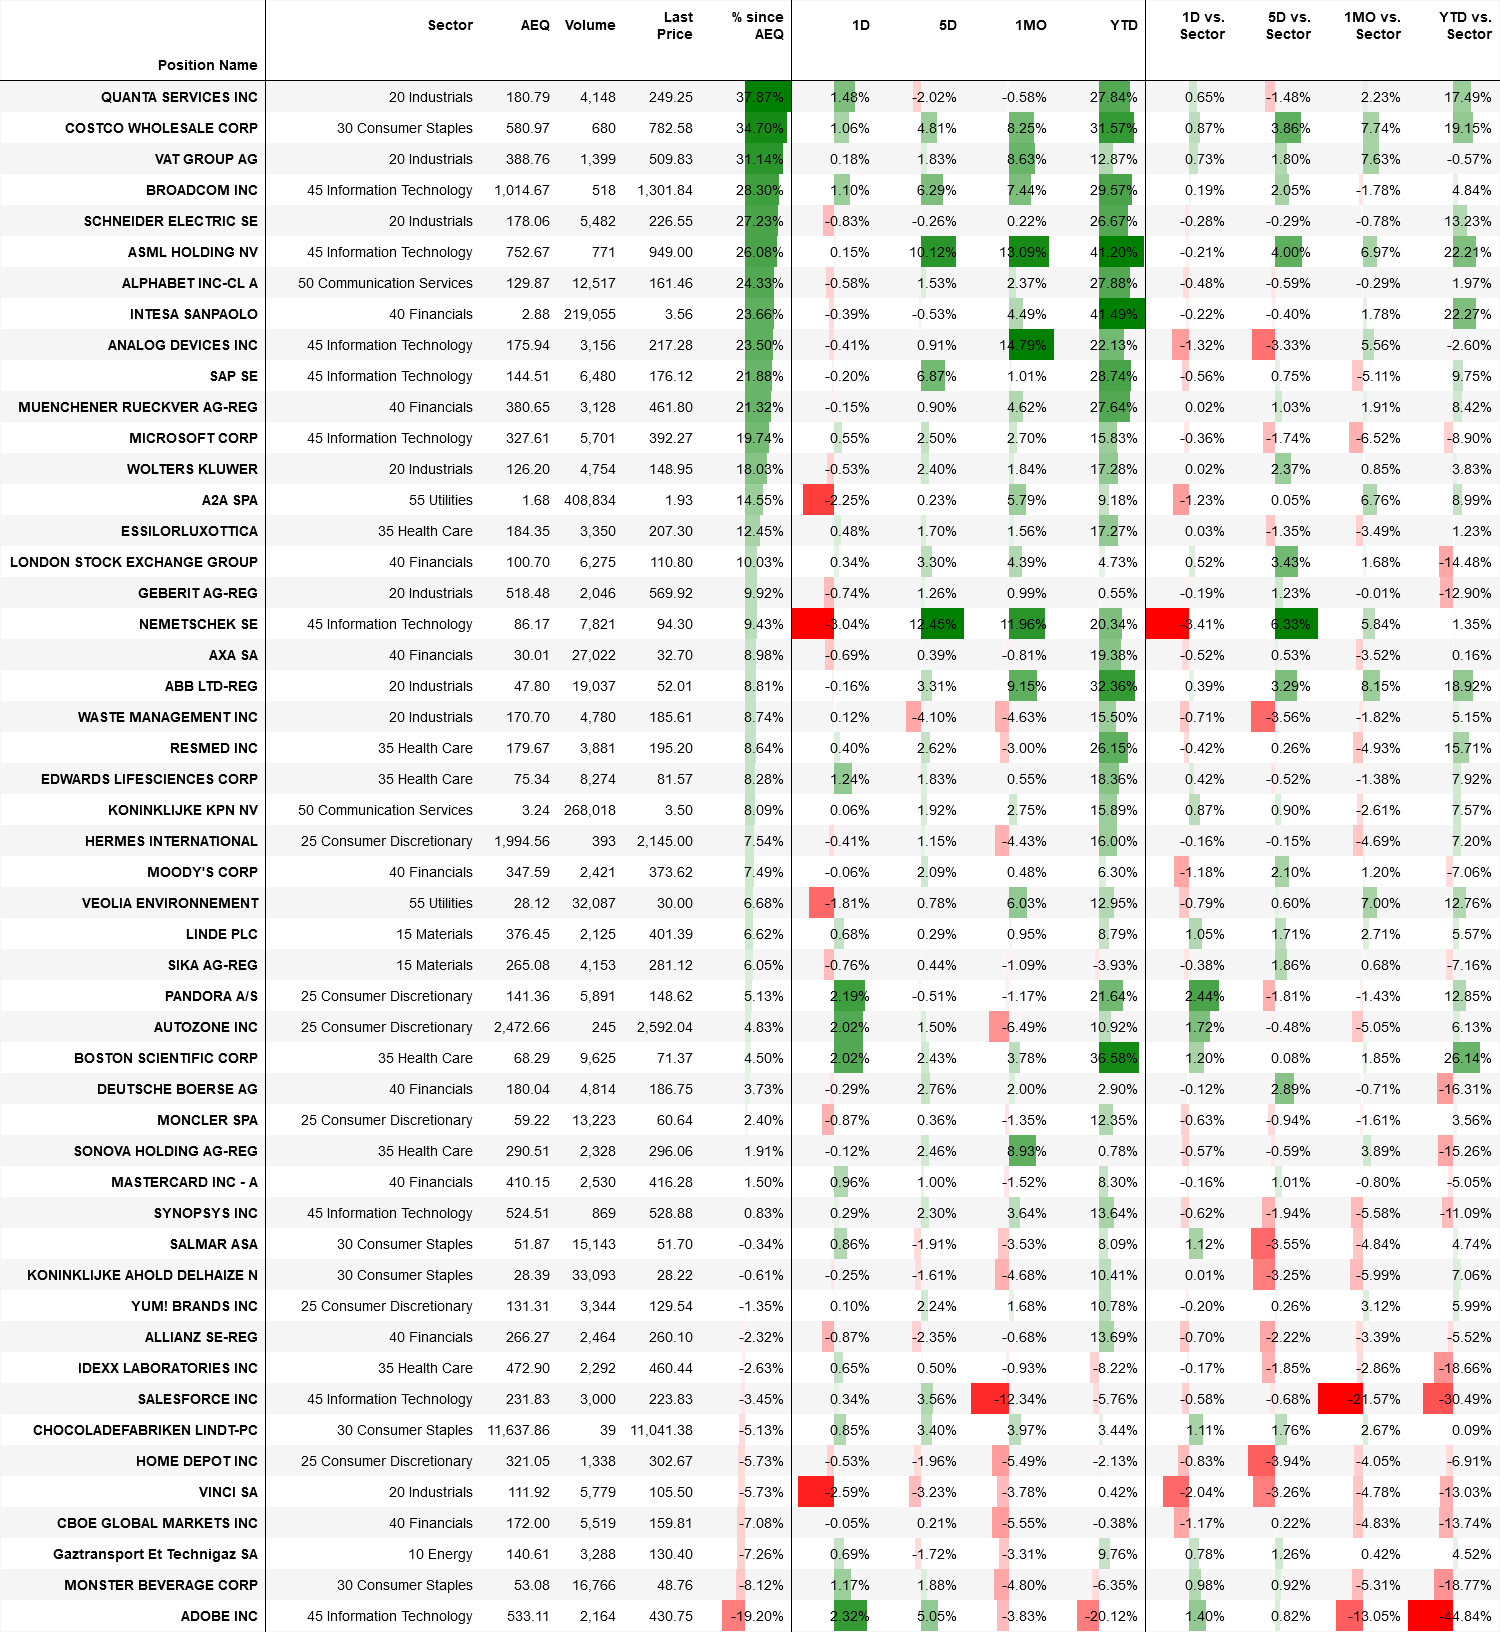 Position Name Sector AEQ Volume Last Price % since AEQ 1D 5D 1MO YTD 1D vs. Sector 5D vs. Sector 1MO vs. Sector YTD vs. Sector
QUANTA SERVICES INC 20 Industrials 180.79 4,148 249.25 37.87% 1.48% -2.02% -0.58% 27.84% 0.65% -1.48% 2.23% 17.49%
COSTCO WHOLESALE CORP 30 Consumer Staples 580.97 680 782.58 34.70% 1.06% 4.81% 8.25% 31.57% 0.87% 3.86% 7.74% 19.15%
VAT GROUP AG 20 Industrials 388.76 1,399 509.83 31.14% 0.18% 1.83% 8.63% 12.87% 0.73% 1.80% 7.63% -0.57%
BROADCOM INC 45 Information Technology 1,014.67 518 1,301.84 28.30% 1.10% 6.29% 7.44% 29.57% 0.19% 2.05% -1.78% 4.84%
SCHNEIDER ELECTRIC SE 20 Industrials 178.06 5,482 226.55 27.23% -0.83% -0.26% 0.22% 26.67% -0.28% -0.29% -0.78% 13.23%
ASML HOLDING NV 45 Information Technology 752.67 771 949.00 26.08% 0.15% 10.12% 13.09% 41.20% -0.21% 4.00% 6.97% 22.21%
ALPHABET INC-CL A 50 Communication Services 129.87 12,517 161.46 24.33% -0.58% 1.53% 2.37% 27.88% -0.48% -0.59% -0.29% 1.97%
INTESA SANPAOLO 40 Financials 2.88 219,055 3.56 23.66% -0.39% -0.53% 4.49% 41.49% -0.22% -0.40% 1.78% 22.27%
ANALOG DEVICES INC 45 Information Technology 175.94 3,156 217.28 23.50% -0.41% 0.91% 14.79% 22.13% -1.32% -3.33% 5.56% -2.60%
SAP SE 45 Information Technology 144.51 6,480 176.12 21.88% -0.20% 6.87% 1.01% 28.74% -0.56% 0.75% -5.11% 9.75%
MUENCHENER RUECKVER AG-REG 40 Financials 380.65 3,128 461.80 21.32% -0.15% 0.90% 4.62% 27.64% 0.02% 1.03% 1.91% 8.42%
MICROSOFT CORP 45 Information Technology 327.61 5,701 392.27 19.74% 0.55% 2.50% 2.70% 15.83% -0.36% -1.74% -6.52% -8.90%
WOLTERS KLUWER 20 Industrials 126.20 4,754 148.95 18.03% -0.53% 2.40% 1.84% 17.28% 0.02% 2.37% 0.85% 3.83%
A2A SPA 55 Utilities 1.68 408,834 1.93 14.55% -2.25% 0.23% 5.79% 9.18% -1.23% 0.05% 6.76% 8.99%
ESSILORLUXOTTICA 35 Health Care 184.35 3,350 207.30 12.45% 0.48% 1.70% 1.56% 17.27% 0.03% -1.35% -3.49% 1.23%
LONDON STOCK EXCHANGE GROUP 40 Financials 100.70 6,275 110.80 10.03% 0.34% 3.30% 4.39% 4.73% 0.52% 3.43% 1.68% -14.48%
GEBERIT AG-REG 20 Industrials 518.48 2,046 569.92 9.92% -0.74% 1.26% 0.99% 0.55% -0.19% 1.23% -0.01% -12.90%
NEMETSCHEK SE 45 Information Technology 86.17 7,821 94.30 9.43% -3.04% 12.45% 11.96% 20.34% -3.41% 6.33% 5.84% 1.35%
AXA SA 40 Financials 30.01 27,022 32.70 8.98% -0.69% 0.39% -0.81% 19.38% -0.52% 0.53% -3.52% 0.16%
ABB LTD-REG 20 Industrials 47.80 19,037 52.01 8.81% -0.16% 3.31% 9.15% 32.36% 0.39% 3.29% 8.15% 18.92%
WASTE MANAGEMENT INC 20 Industrials 170.70 4,780 185.61 8.74% 0.12% -4.10% -4.63% 15.50% -0.71% -3.56% -1.82% 5.15%
RESMED INC 35 Health Care 179.67 3,881 195.20 8.64% 0.40% 2.62% -3.00% 26.15% -0.42% 0.26% -4.93% 15.71%
EDWARDS LIFESCIENCES CORP 35 Health Care 75.34 8,274 81.57 8.28% 1.24% 1.83% 0.55% 18.36% 0.42% -0.52% -1.38% 7.92%
KONINKLIJKE KPN NV 50 Communication Services 3.24 268,018 3.50 8.09% 0.06% 1.92% 2.75% 15.89% 0.87% 0.90% -2.61% 7.57%
HERMES INTERNATIONAL 25 Consumer Discretionary 1,994.56 393 2,145.00 7.54% -0.41% 1.15% -4.43% 16.00% -0.16% -0.15% -4.69% 7.20%
MOODY'S CORP 40 Financials 347.59 2,421 373.62 7.49% -0.06% 2.09% 0.48% 6.30% -1.18% 2.10% 1.20% -7.06%
VEOLIA ENVIRONNEMENT 55 Utilities 28.12 32,087 30.00 6.68% -1.81% 0.78% 6.03% 12.95% -0.79% 0.60% 7.00% 12.76%
LINDE PLC 15 Materials 376.45 2,125 401.39 6.62% 0.68% 0.29% 0.95% 8.79% 1.05% 1.71% 2.71% 5.57%
SIKA AG-REG 15 Materials 265.08 4,153 281.12 6.05% -0.76% 0.44% -1.09% -3.93% -0.38% 1.86% 0.68% -7.16%
PANDORA A/S 25 Consumer Discretionary 141.36 5,891 148.62 5.13% 2.19% -0.51% -1.17% 21.64% 2.44% -1.81% -1.43% 12.85%
AUTOZONE INC 25 Consumer Discretionary 2,472.66 245 2,592.04 4.83% 2.02% 1.50% -6.49% 10.92% 1.72% -0.48% -5.05% 6.13%
BOSTON SCIENTIFIC CORP 35 Health Care 68.29 9,625 71.37 4.50% 2.02% 2.43% 3.78% 36.58% 1.20% 0.08% 1.85% 26.14%
DEUTSCHE BOERSE AG 40 Financials 180.04 4,814 186.75 3.73% -0.29% 2.76% 2.00% 2.90% -0.12% 2.89% -0.71% -16.31%
MONCLER SPA 25 Consumer Discretionary 59.22 13,223 60.64 2.40% -0.87% 0.36% -1.35% 12.35% -0.63% -0.94% -1.61% 3.56%
SONOVA HOLDING AG-REG 35 Health Care 290.51 2,328 296.06 1.91% -0.12% 2.46% 8.93% 0.78% -0.57% -0.59% 3.89% -15.26%
MASTERCARD INC - A 40 Financials 410.15 2,530 416.28 1.50% 0.96% 1.00% -1.52% 8.30% -0.16% 1.01% -0.80% -5.05%
SYNOPSYS INC 45 Information Technology 524.51 869 528.88 0.83% 0.29% 2.30% 3.64% 13.64% -0.62% -1.94% -5.58% -11.09%
SALMAR ASA 30 Consumer Staples 51.87 15,143 51.70 -0.34% 0.86% -1.91% -3.53% 8.09% 1.12% -3.55% -4.84% 4.74%
KONINKLIJKE AHOLD DELHAIZE N 30 Consumer Staples 28.39 33,093 28.22 -0.61% -0.25% -1.61% -4.68% 10.41% 0.01% -3.25% -5.99% 7.06%
YUM! BRANDS INC 25 Consumer Discretionary 131.31 3,344 129.54 -1.35% 0.10% 2.24% 1.68% 10.78% -0.20% 0.26% 3.12% 5.99%
ALLIANZ SE-REG 40 Financials 266.27 2,464 260.10 -2.32% -0.87% -2.35% -0.68% 13.69% -0.70% -2.22% -3.39% -5.52%
IDEXX LABORATORIES INC 35 Health Care 472.90 2,292 460.44 -2.63% 0.65% 0.50% -0.93% -8.22% -0.17% -1.85% -2.86% -18.66%
SALESFORCE INC 45 Information Technology 231.83 3,000 223.83 -3.45% 0.34% 3.56% -12.34% -5.76% -0.58% -0.68% -21.57% -30.49%
CHOCOLADEFABRIKEN LINDT-PC 30 Consumer Staples 11,637.86 39 11,041.38 -5.13% 0.85% 3.40% 3.97% 3.44% 1.11% 1.76% 2.67% 0.09%
HOME DEPOT INC 25 Consumer Discretionary 321.05 1,338 302.67 -5.73% -0.53% -1.96% -5.49% -2.13% -0.83% -3.94% -4.05% -6.91%
VINCI SA 20 Industrials 111.92 5,779 105.50 -5.73% -2.59% -3.23% -3.78% 0.42% -2.04% -3.26% -4.78% -13.03%
CBOE GLOBAL MARKETS INC 40 Financials 172.00 5,519 159.81 -7.08% -0.05% 0.21% -5.55% -0.38% -1.17% 0.22% -4.83% -13.74%
Gaztransport Et Technigaz SA 10 Energy 140.61 3,288 130.40 -7.26% 0.69% -1.72% -3.31% 9.76% 0.78% 1.26% 0.42% 4.52%
MONSTER BEVERAGE CORP 30 Consumer Staples 53.08 16,766 48.76 -8.12% 1.17% 1.88% -4.80% -6.35% 0.98% 0.92% -5.31% -18.77%
ADOBE INC 45 Information Technology 533.11 2,164 430.75 -19.20% 2.32% 5.05% -3.83% -20.12% 1.40% 0.82% -13.05% -44.84%